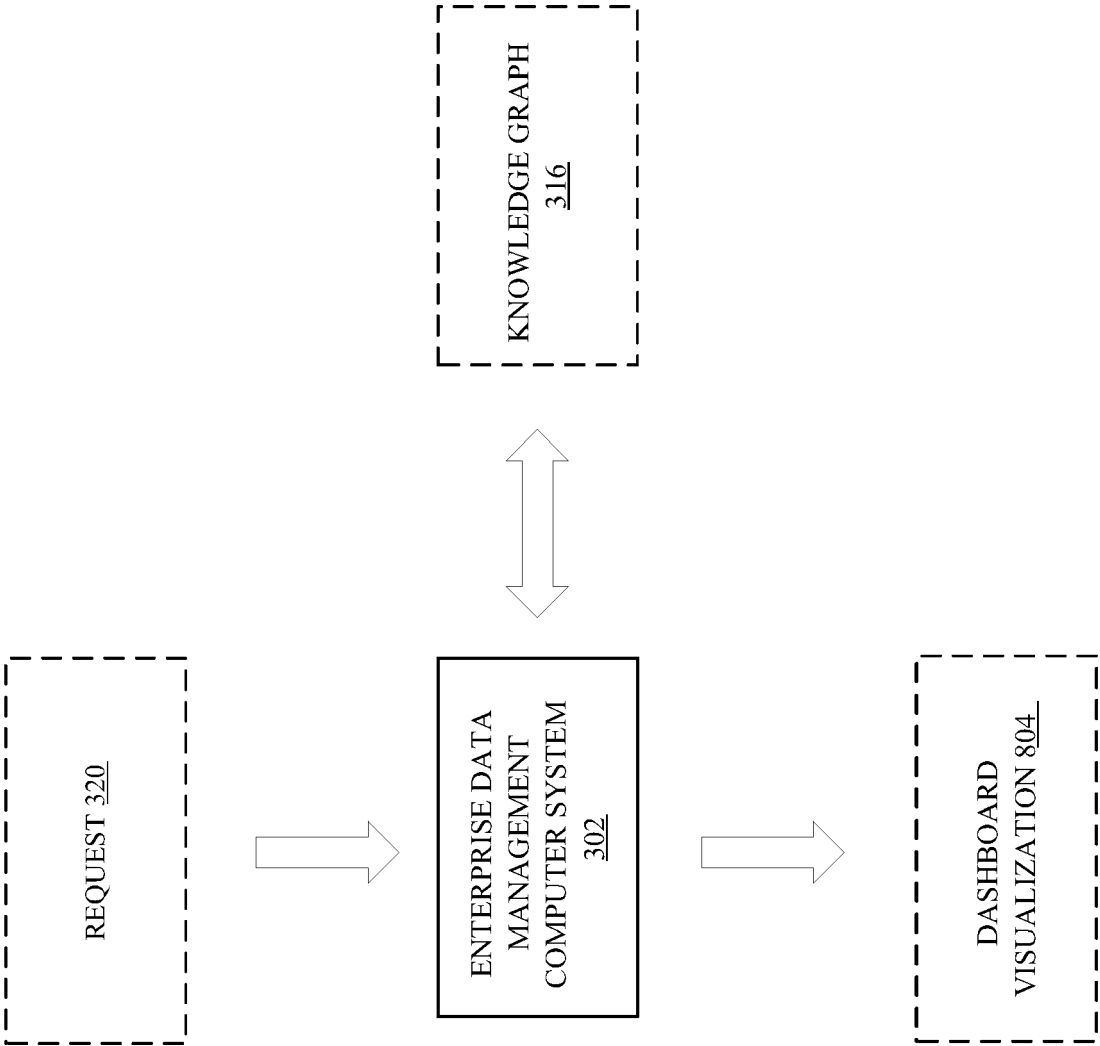 REQUEST 320
ENTERPRISE DATA
MANAGEMENT
COMPUTER SYSTEM
302
KNOWLEDGE GRAPH
316
DASHBOARD
VISUALIZATION 804